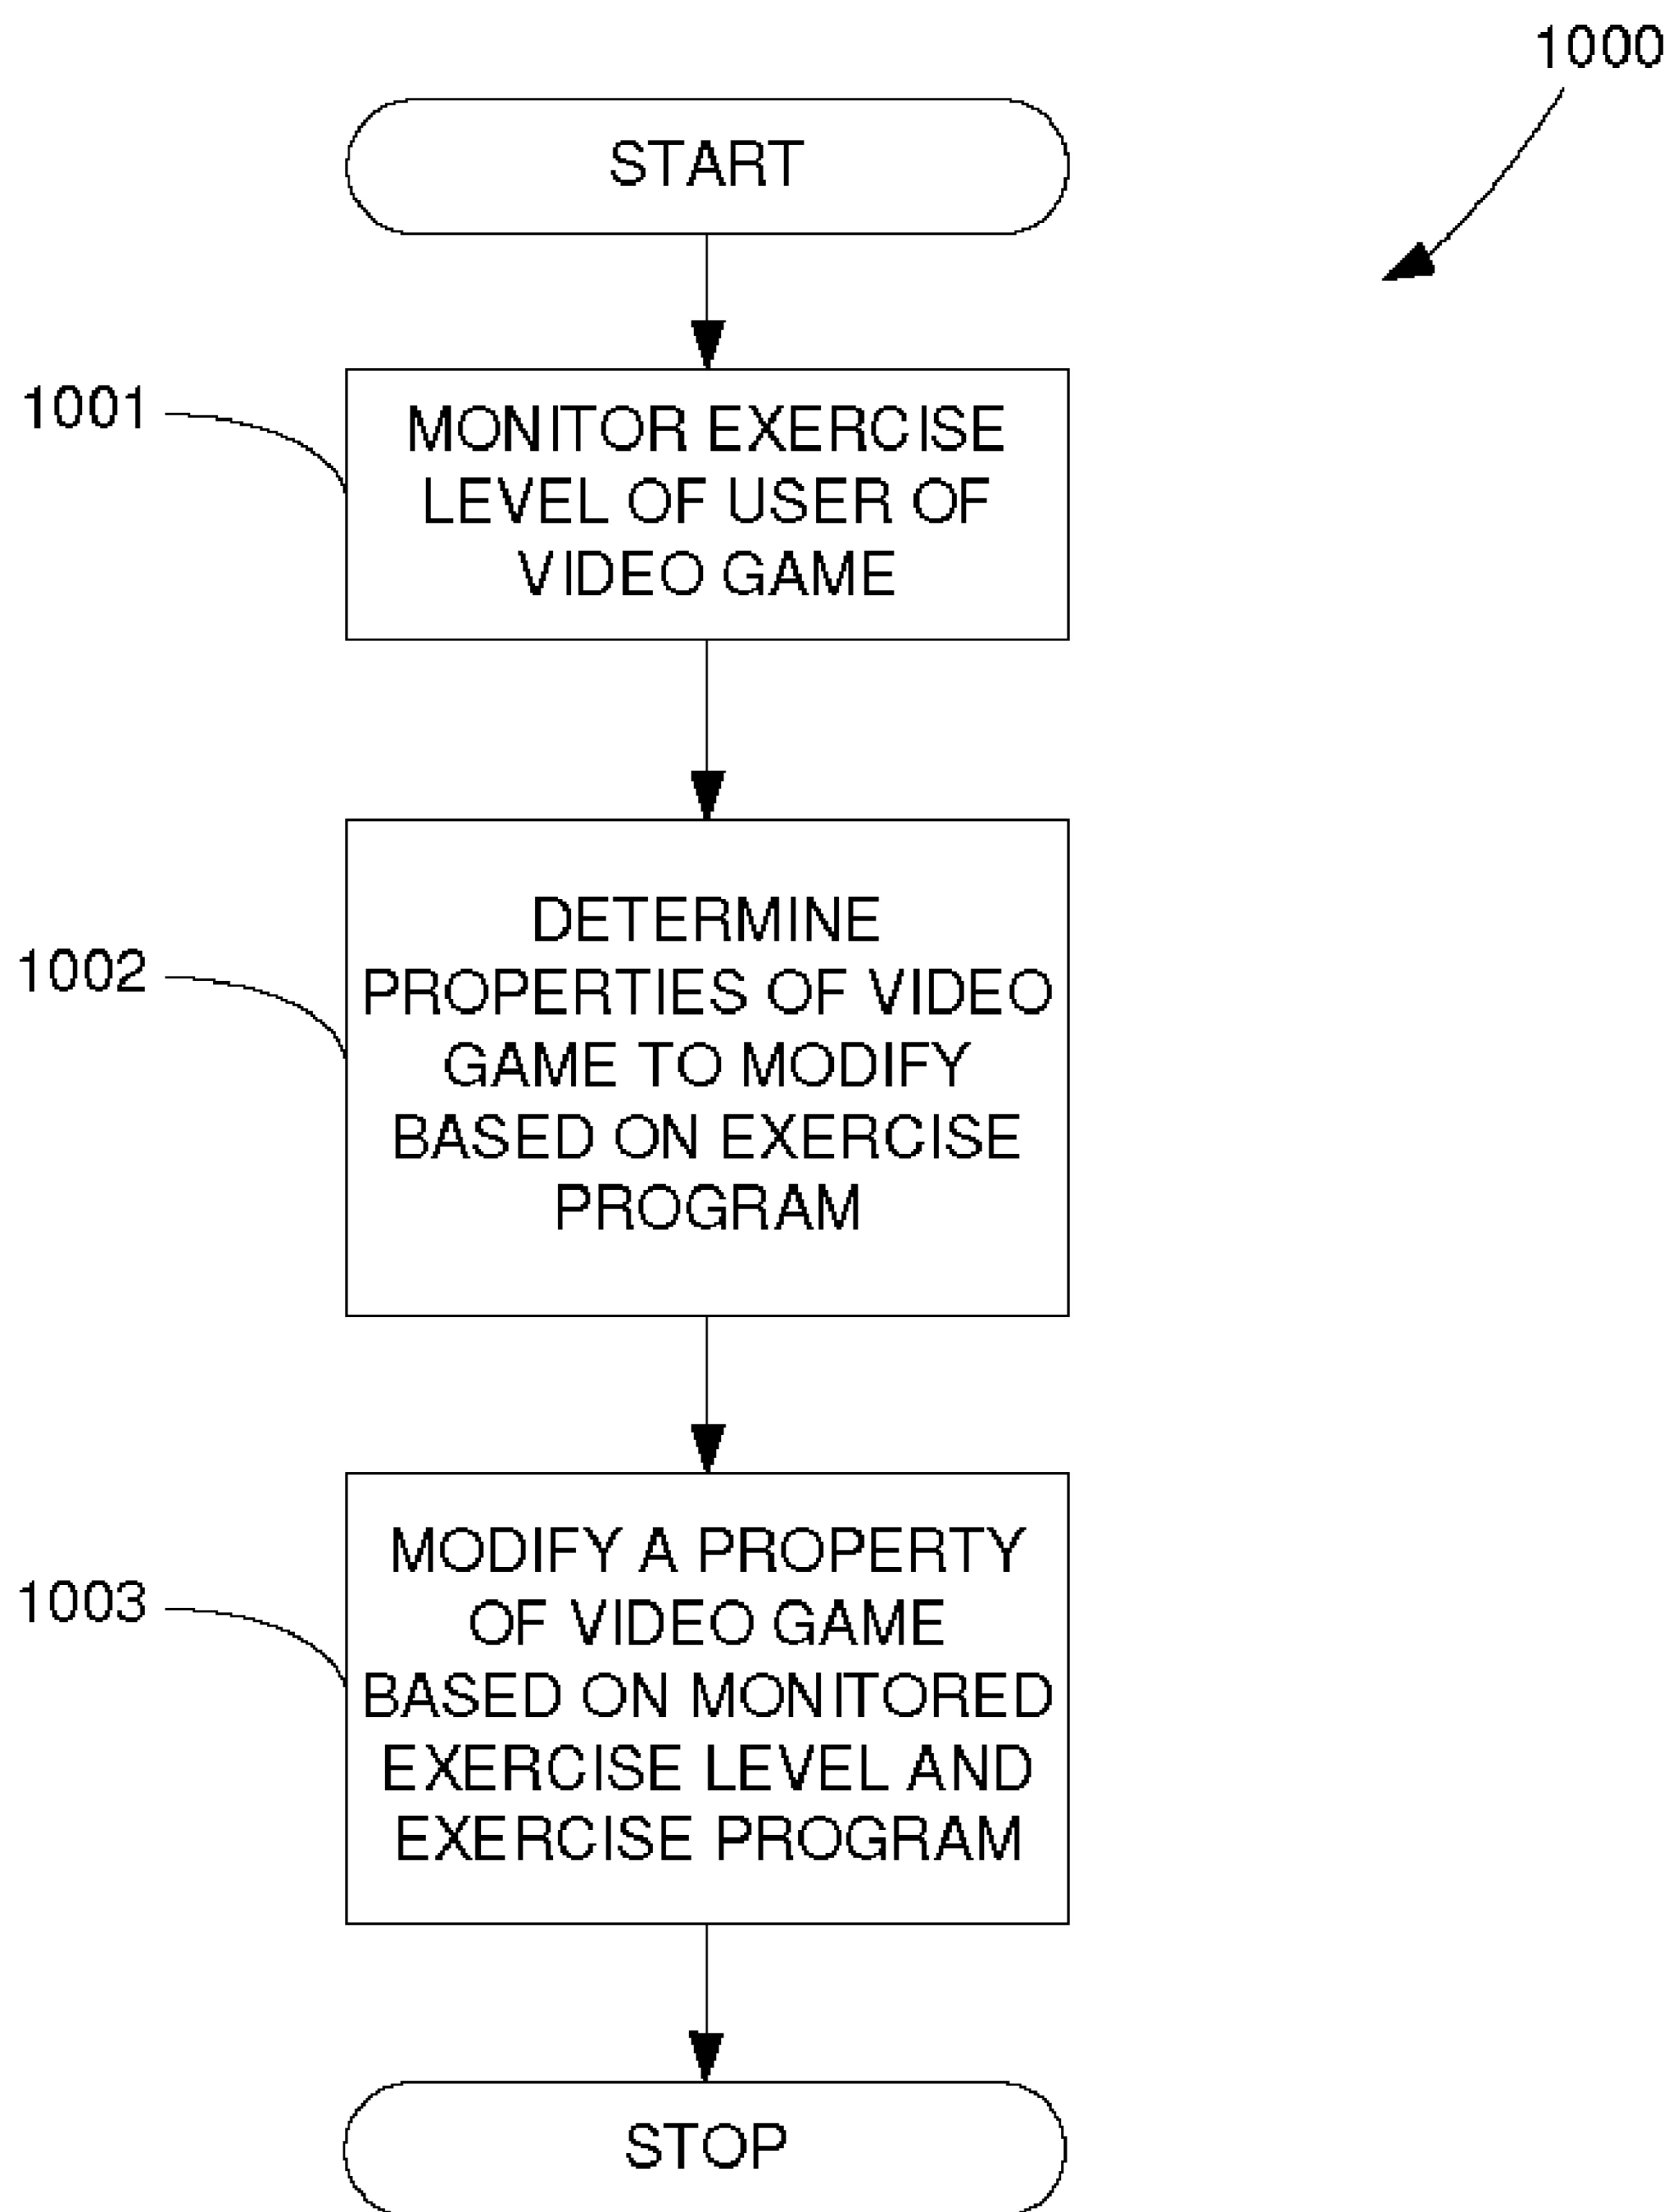 1000
START
1001
MONITOR EXERCISE
LEVEL OF USER OF
VIDEO GAME
1002
DETERMINE
PROPERTIES OF VIDEO
GAME TO MODIFY
BASED ON EXERCISE
PROGRAM
1003
MODIFY A PROPERTY
OF VIDEO GAME
BASED ON MONITORED
EXERCISE LEVEL AND
EXERCISE PROGRAM
STOP